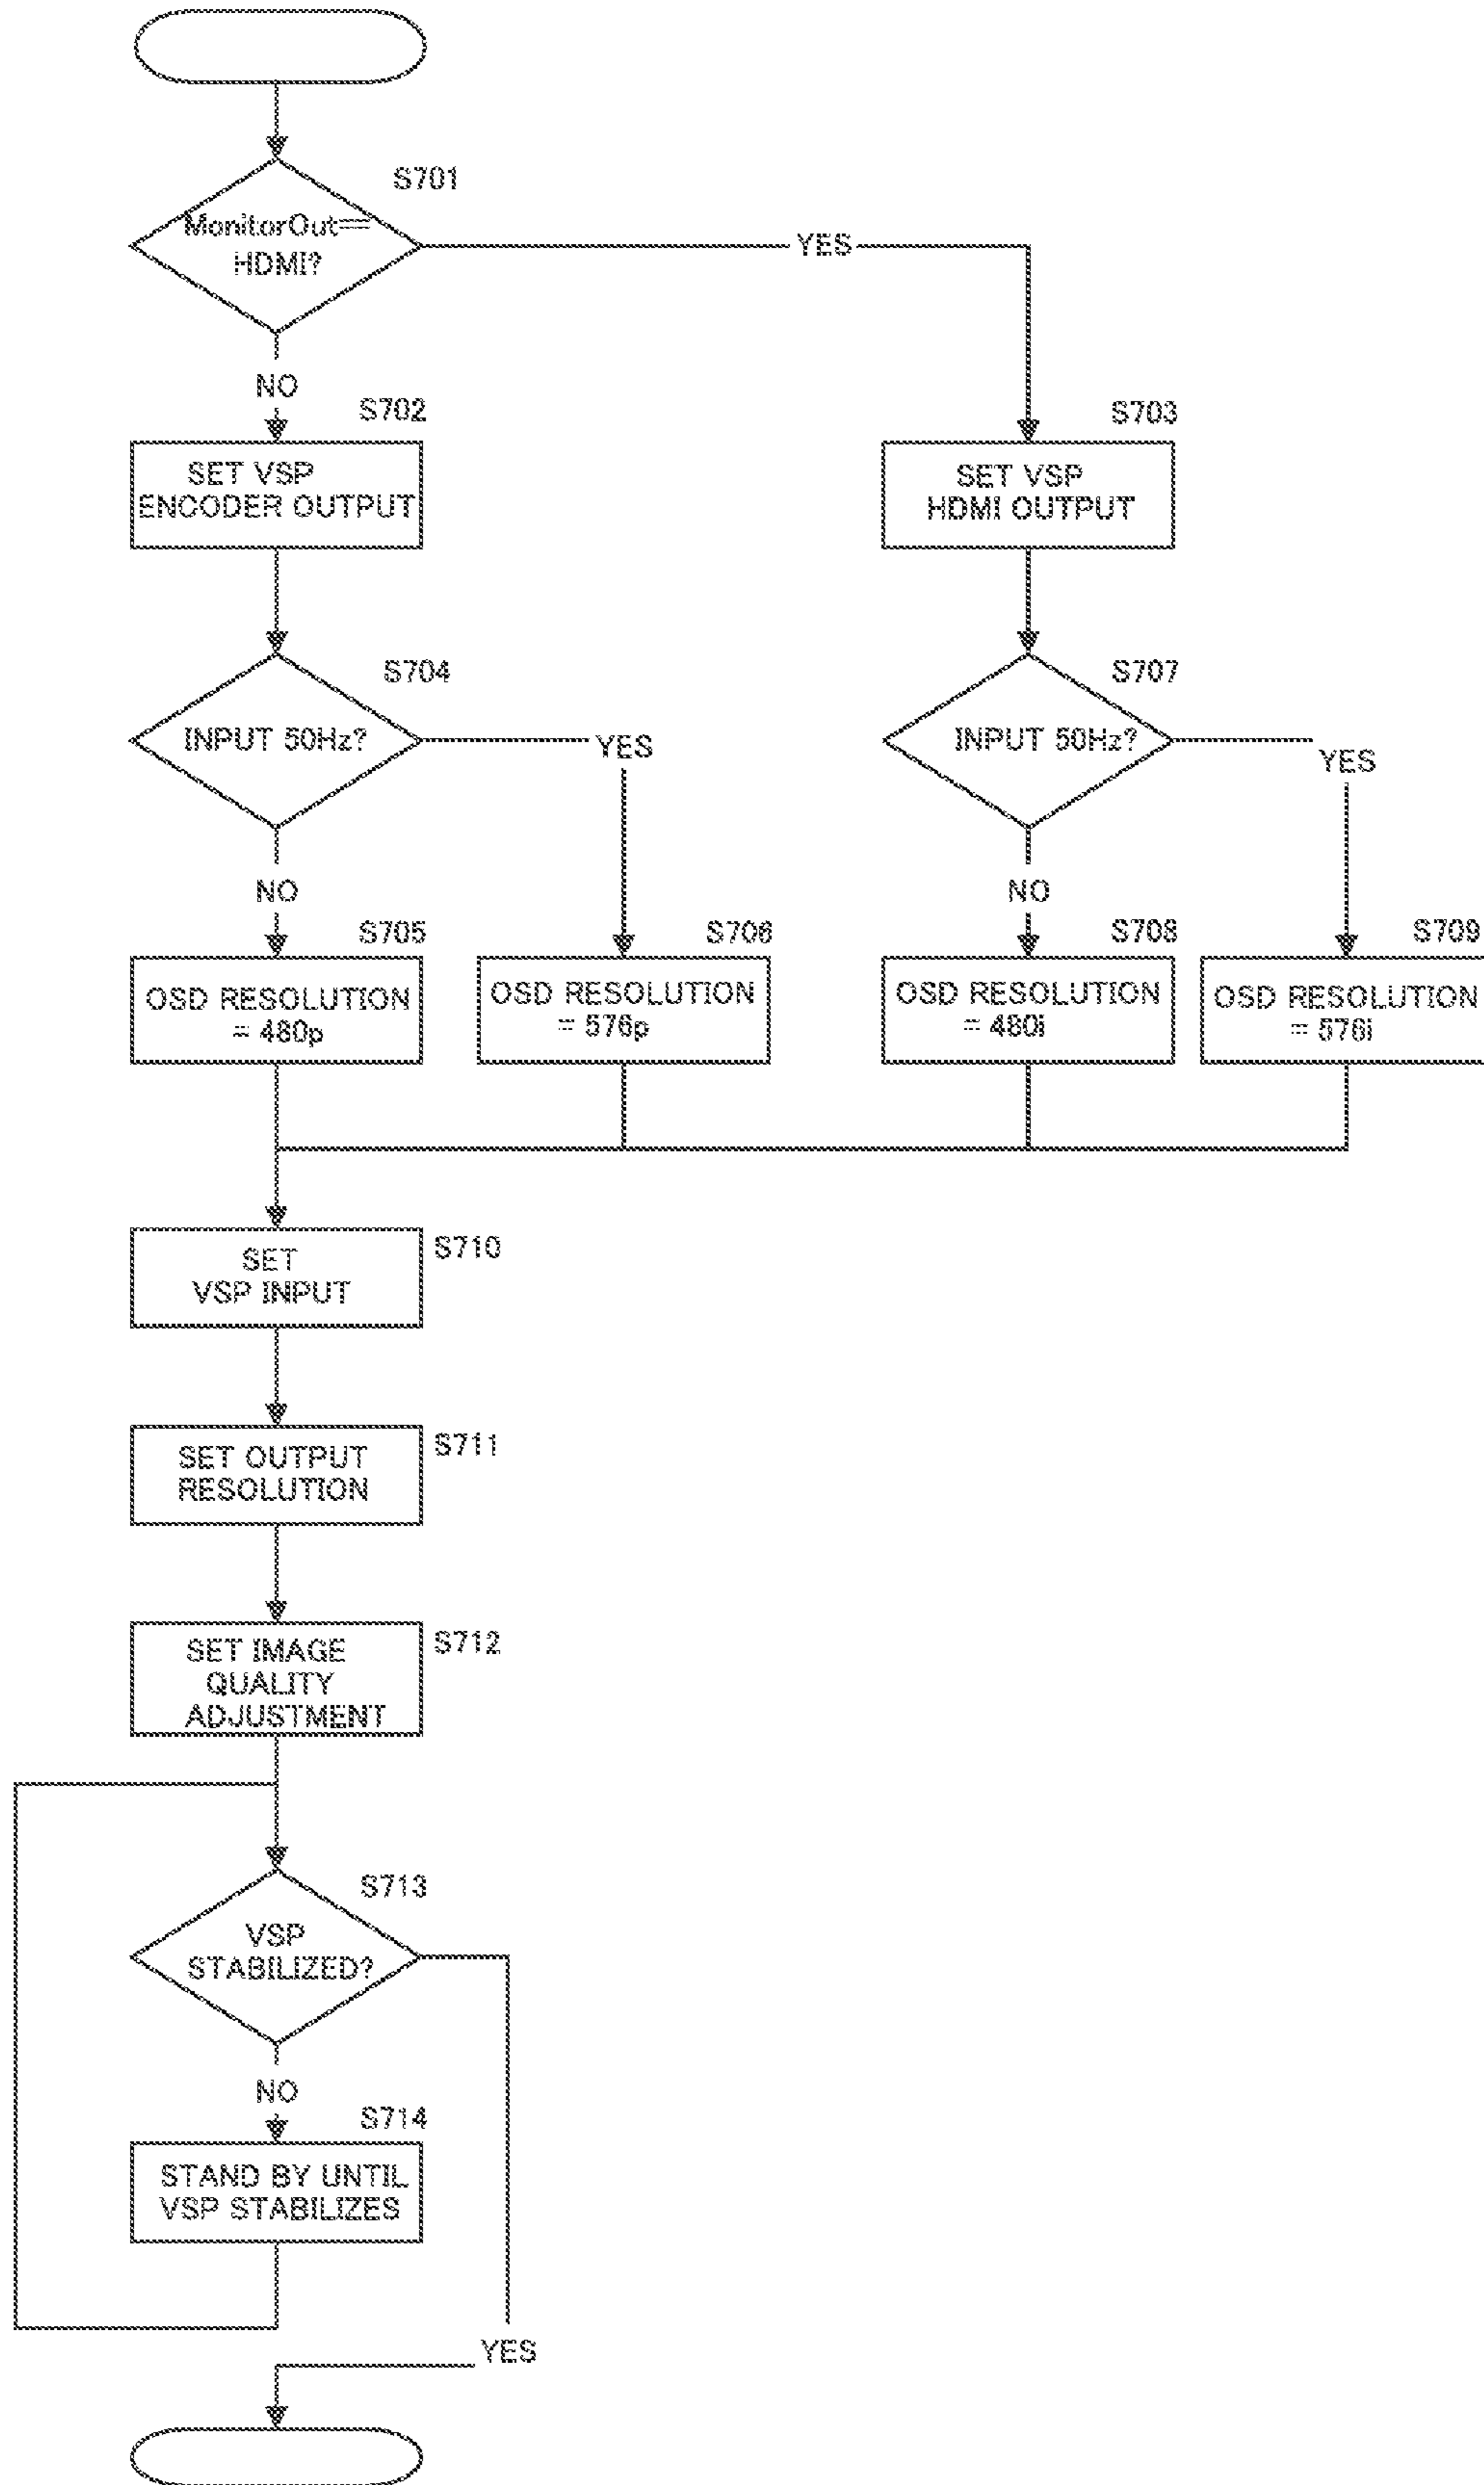 S701
MonitorOut==
HDMI?
YES
NO
S702
SET VSP
ENCODER OUTPUT
S703
SET VSP
HDMI OUTPUT
S704
INPUT 50Hz?
YES
S707
INPUT 50Hz?
YES
NO
NO
S705
OSD RESOLUTION
= 480p
S706
OSD RESOLUTION
= 576p
S708
OSD RESOLUTION
= 480i
S709
OSD RESOLUTION
= 576i
SET
VSP INPUT
S710
SET OUTPUT
RESOLUTION
S711
SET IMAGE
QUALITY
ADJUSTMENT
S712
S713
VSP
STABILIZED?
NO
S714
STAND BY UNTIL
VSP STABILIZES
YES